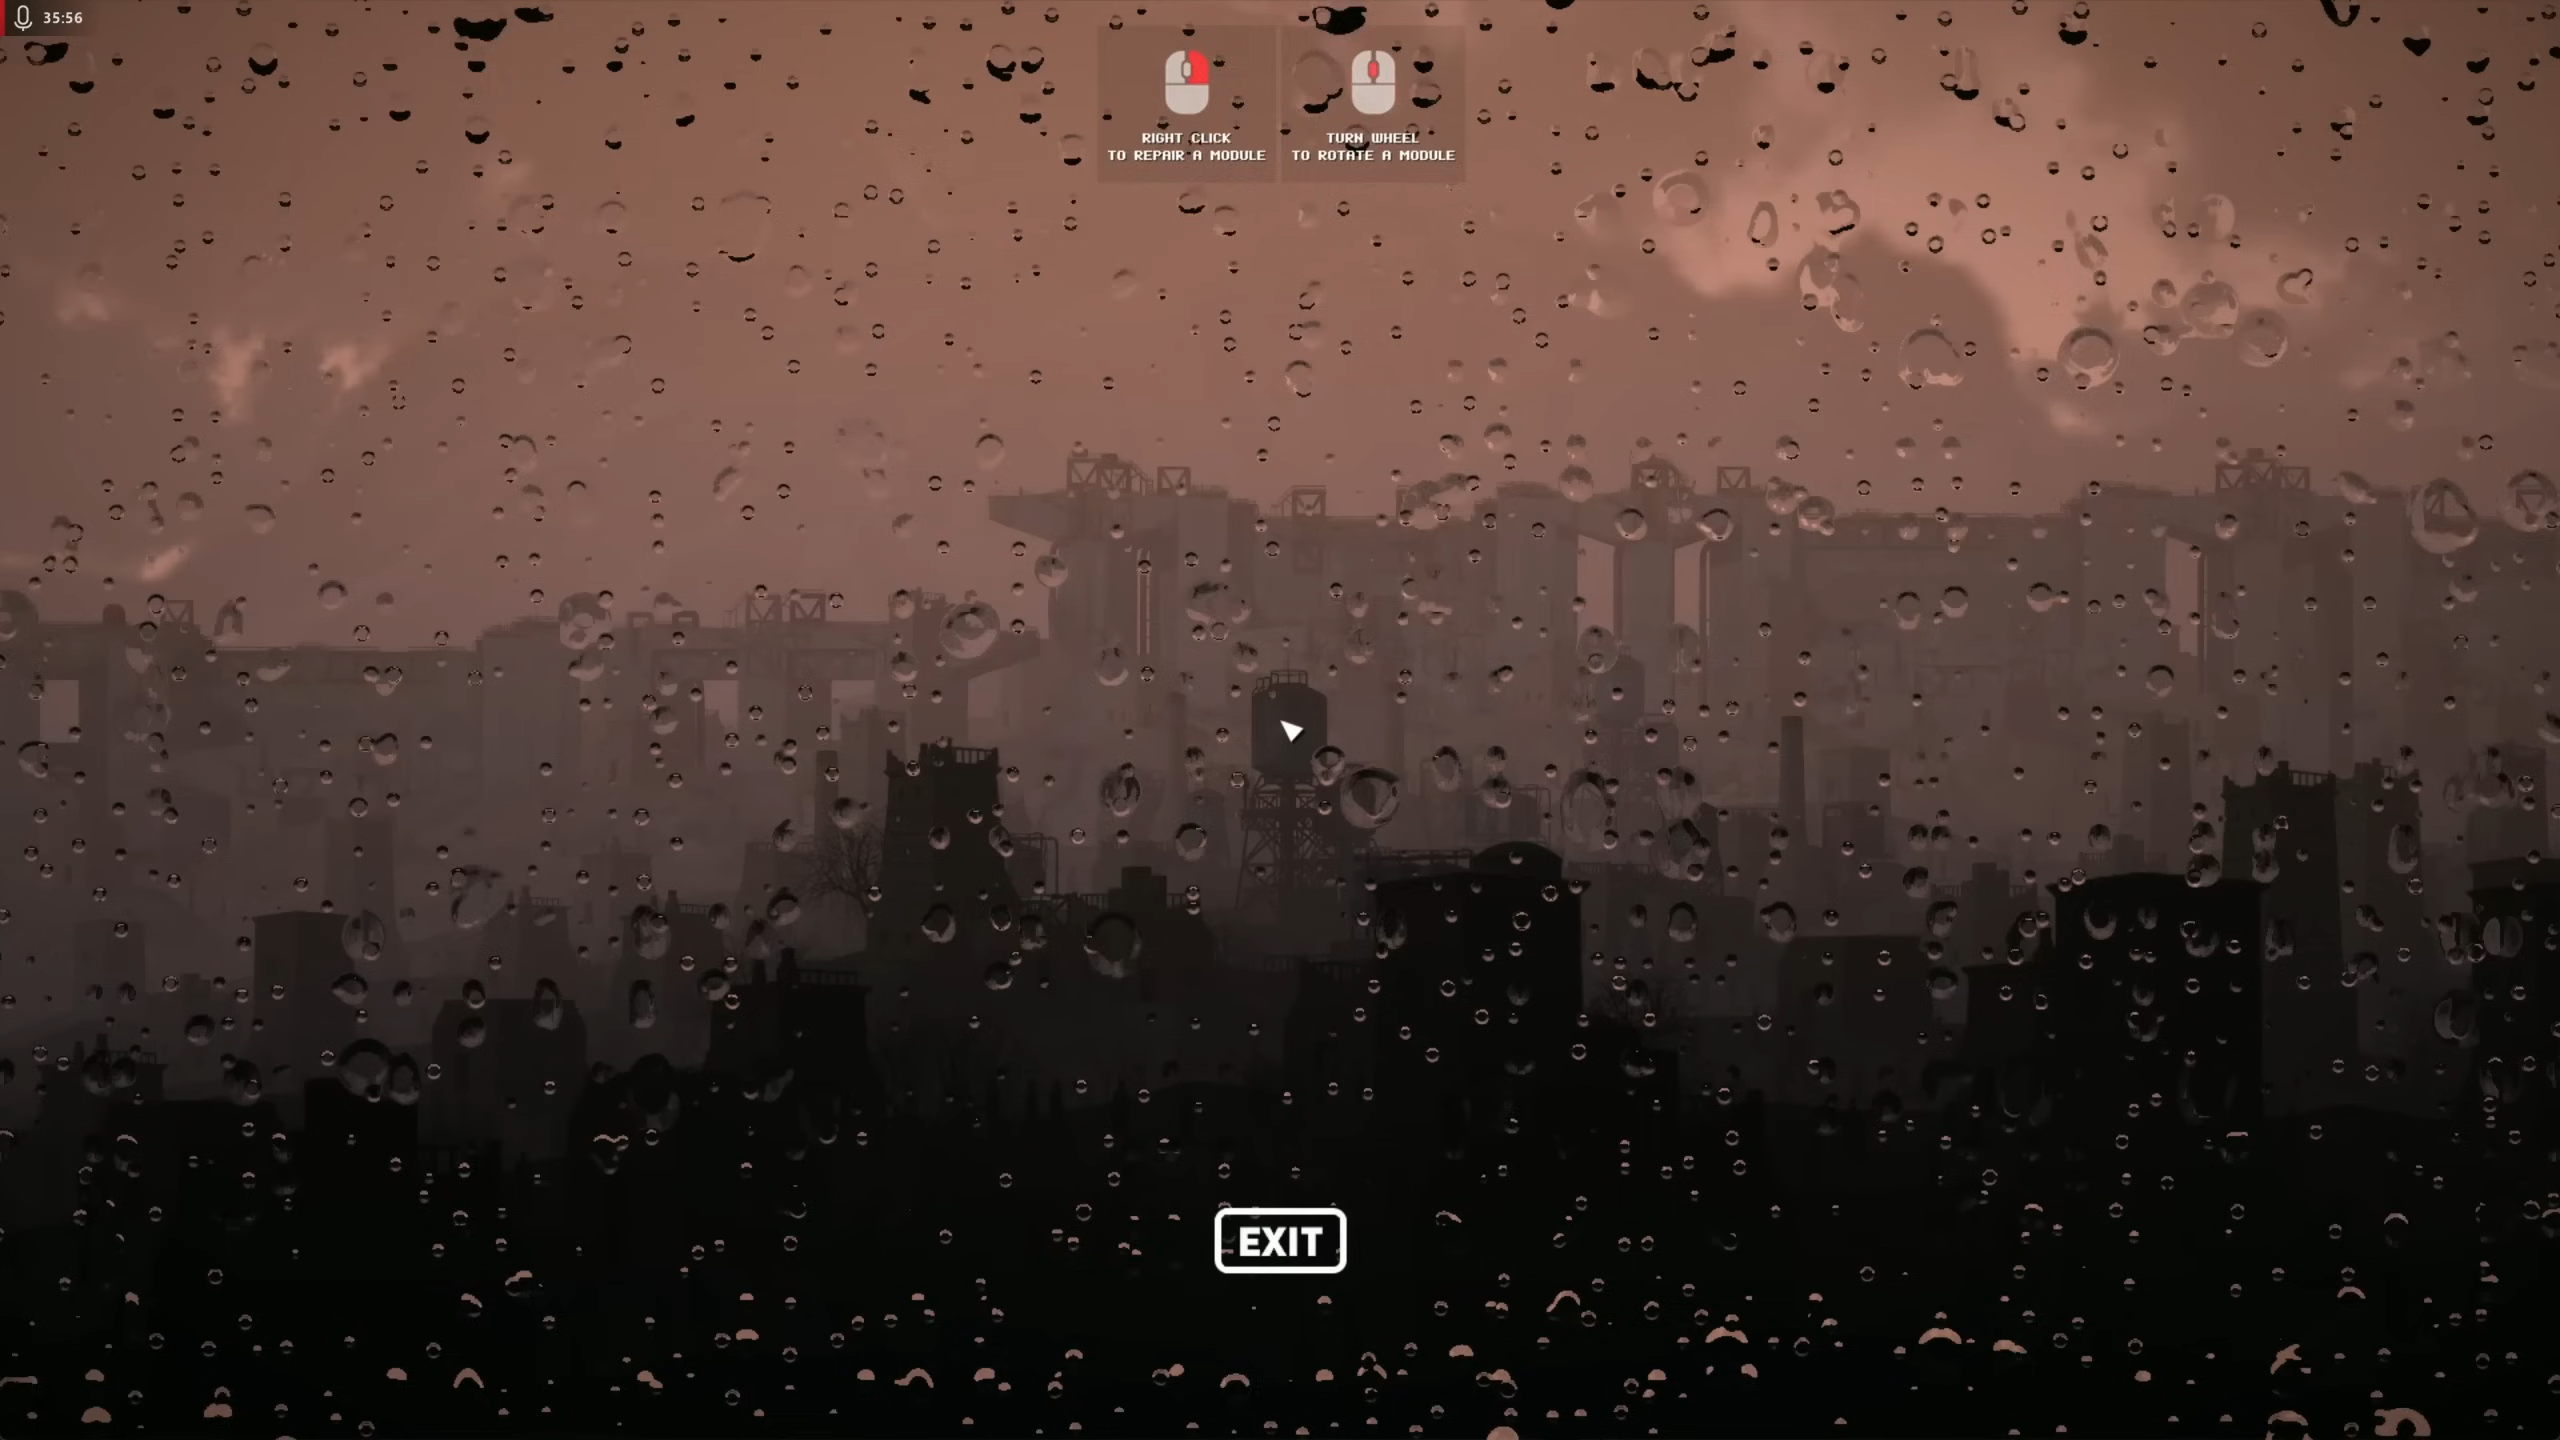 35:56
RIGHT CLICK
TO REPAIR A MODULE
TURN WHEEL
TO ROTATE A MODULE
EXIT